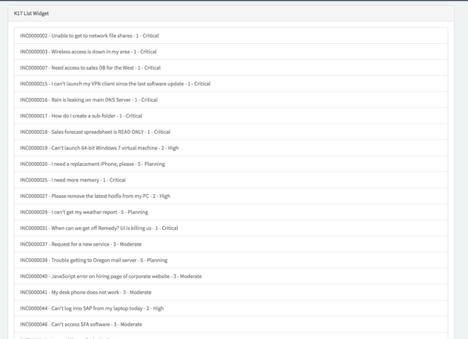 K17 List Widget
INC0000002 - Unable to get to network file shares - 1 - Critical
INC0000003 - Wireless access is down in my area - 1 - Critical
INC0000007 - Need access to sales DB for the West - 1 - Critical
INC0000015 - I can't launch my VPN client since the last software update - 1 - Critical
INC0000016 - Rain is leaking on main DNS Server - 1 - Critical
INC0000017 - How do I create a sub-folder - 1 - Critical
INC0000018 - Sales forecast spreadsheet is READ ONLY - 1 - Critical
INC0000019 - Can't launch 64-bit Windows 7 virtual machine - 2 - High
INC0000020 - I need a replacement iPhone, please - 5 - Planning
INC0000025 - I need more memory - 1 - Critical
INC0000027 - Please remove the latest hotfix from my PC - 2 - High
INC0000029 - I can't get my weather report - 5 - Planning
INC0000031 - When can we get off Remedy? UI is killing us - 1 - Critical
INC0000037 - Request for a new service - 3 - Moderate
INC0000039 - Trouble getting to Oregon mail server - 5 - Planning
INC0000040 - JavaScript error on hiring page of corporate website - 3 - Moderate
INC0000041 - My desk phone does not work - 3 - Moderate
INC0000044 - Can't log into SAP from my laptop today - 2 - High
INC0000046 - Can't access SFA software - 3 - Moderate